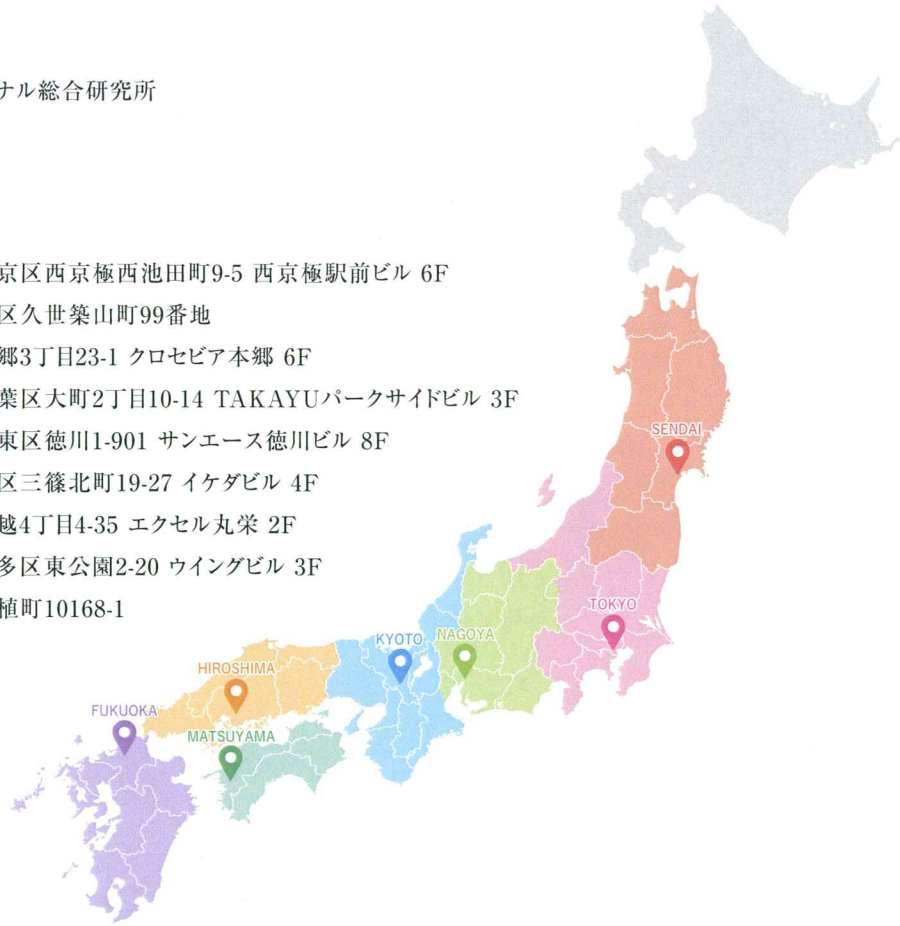 ナル総合研究所
京区西京極西池田町9-5 西京極駅前ビル 6F
区久世築山町99番地
郷3丁目23-1 クロセビア本郷 6F
葉区大町2丁目10-14 TAKAYUパークサイドビル 3F
東区徳川1-901 サンエース徳川ビル 8F
区三篠北町19-27 イケダビル 4F
越4丁目4-35 エクセル丸栄 2F
多区東公園2-20 ウイングビル 3F
植町10168-1
SENDAI
TOKYO
NAGOYA
KYOTO
HIROSHIMA
FUKUOKA
MATSUYAMA